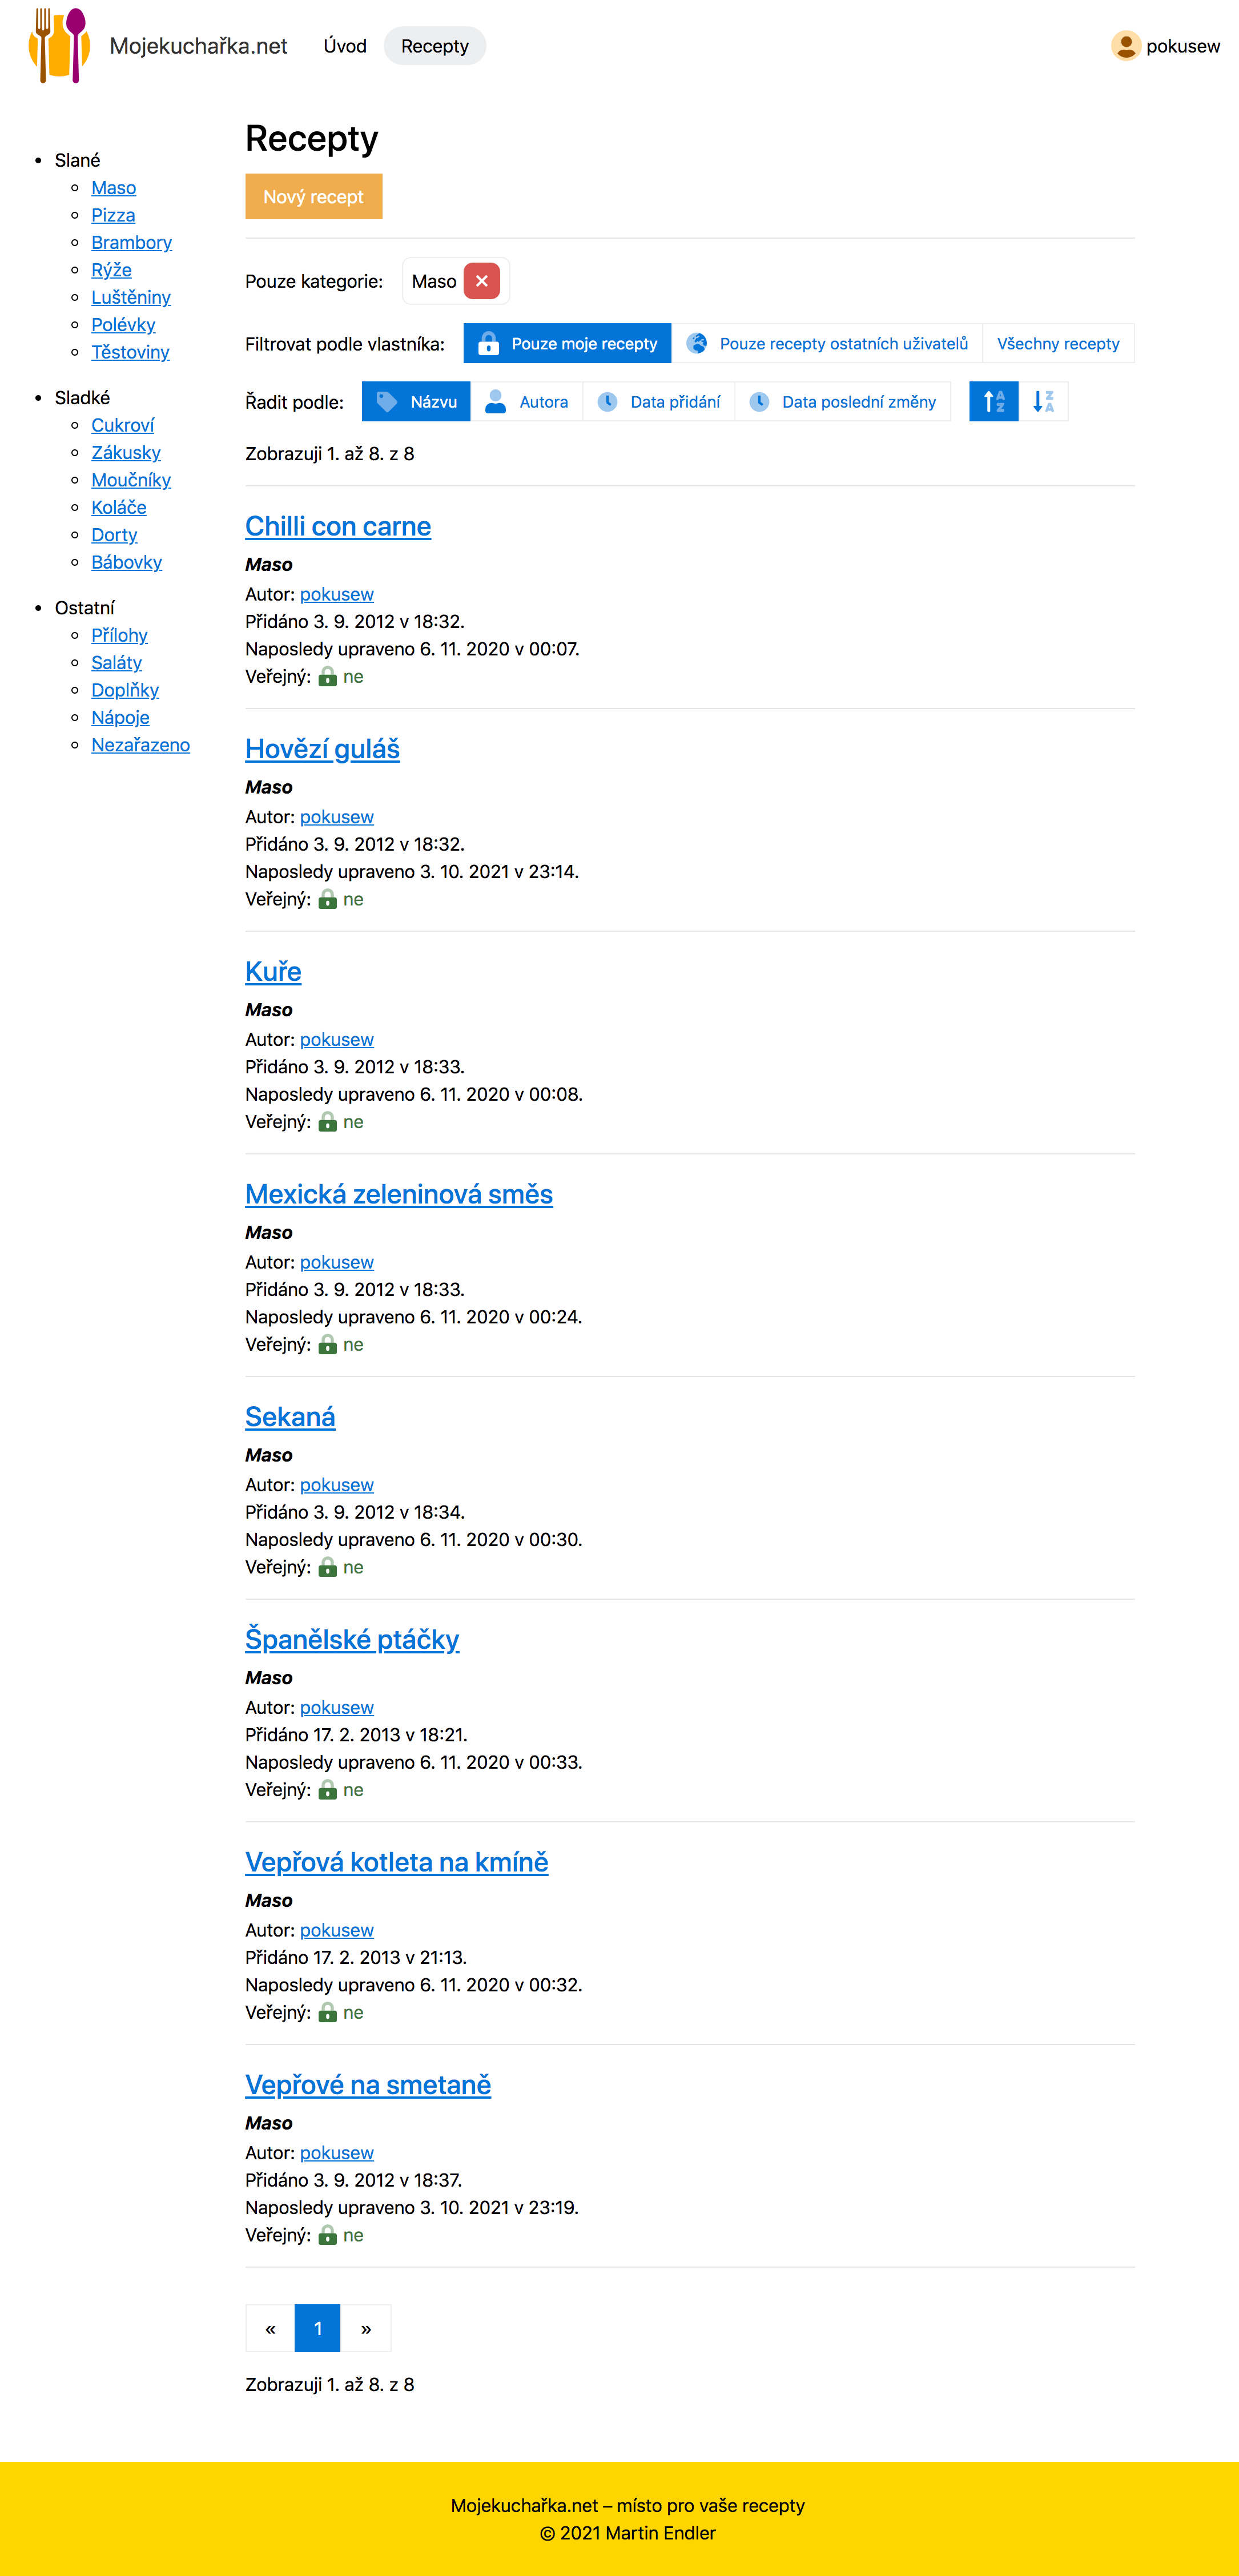 Mojekuchařka.net Úvod Recepty pokusew
Slané
Maso
Pizza
Brambory
Rýže
Luštěniny
Polévky
Těstoviny
Sladké
Cukroví
Zákusky
Moučníky
Koláče
Dorty
Bábovky
Ostatní
Přílohy
Saláty
Doplňky
Nápoje
Nezařazeno
Recepty
Nový recept
Pouze kategorie: Maso ×
Filtrovat podle vlastníka: Pouze moje recepty Pouze recepty ostatních uživatelů Všechny recepty
Řadit podle: Názvu Autora Data přidání Data poslední změny A Z Z A
Zobrazuji 1. až 8. z 8
Chilli con carne
Maso
Autor: pokusew
Přidáno 3. 9. 2012 v 18:32.
Naposledy upraveno 6. 11. 2020 v 00:07.
Veřejný: ne
Hovězí guláš
Maso
Autor: pokusew
Přidáno 3. 9. 2012 v 18:32.
Naposledy upraveno 3. 10. 2021 v 23:14.
Veřejný: ne
Kuře
Maso
Autor: pokusew
Přidáno 3. 9. 2012 v 18:33.
Naposledy upraveno 6. 11. 2020 v 00:08.
Veřejný: ne
Mexická zeleninová směs
Maso
Autor: pokusew
Přidáno 3. 9. 2012 v 18:33.
Naposledy upraveno 6. 11. 2020 v 00:24.
Veřejný: ne
Sekaná
Maso
Autor: pokusew
Přidáno 3. 9. 2012 v 18:34.
Naposledy upraveno 6. 11. 2020 v 00:30.
Veřejný: ne
Španělské ptáčky
Maso
Autor: pokusew
Přidáno 17. 2. 2013 v 18:21.
Naposledy upraveno 6. 11. 2020 v 00:33.
Veřejný: ne
Vepřová kotleta na kmíně
Maso
Autor: pokusew
Přidáno 17. 2. 2013 v 21:13.
Naposledy upraveno 6. 11. 2020 v 00:32.
Veřejný: ne
Vepřové na smetaně
Maso
Autor: pokusew
Přidáno 3. 9. 2012 v 18:37.
Naposledy upraveno 3. 10. 2021 v 23:19.
Veřejný: ne
« 1 »
Zobrazuji 1. až 8. z 8
Mojekuchařka.net – místo pro vaše recepty
© 2021 Martin Endler